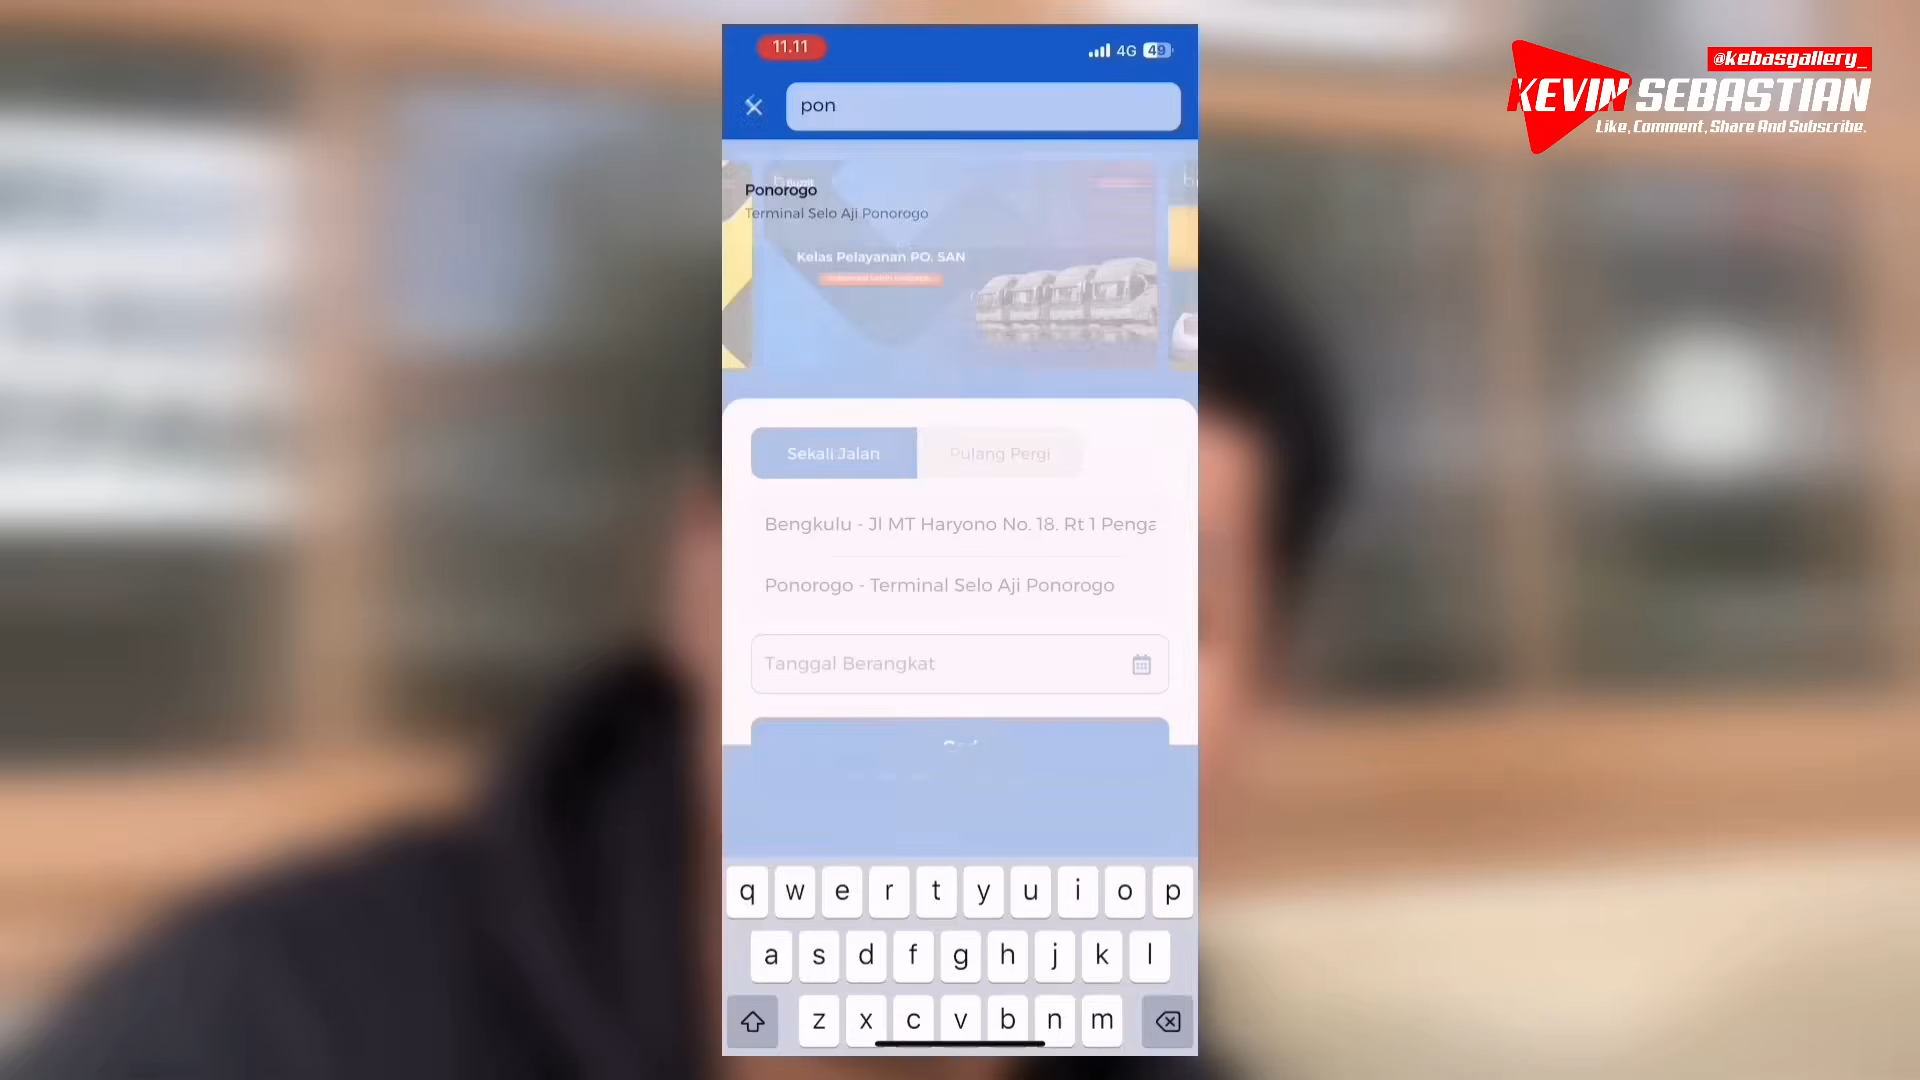 11.11
4G 49
@kebasgallery_
KEVIN SEBASTIAN
Like, Comment, Share And Subscribe.
pon
Ponorogo
Terminal Selo Aji Ponorogo
Kelas Pelayanan PO. SAN
Sekali Jalan
Pulang Pergi
Bengkulu - Jl MT Haryono No. 18. Rt 1 Penga
Ponorogo - Terminal Selo Aji Ponorogo
Tanggal Berangkat
q w e r t y u i o p
a s d f g h j k l
z x c v b n m